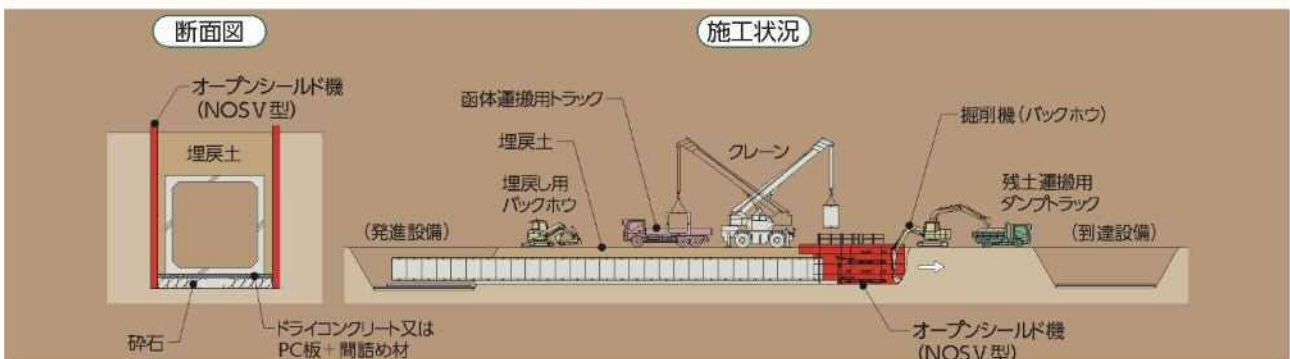 断面図
オープンシールド機
(NOSV型)
埋戻土
砕石
ドライコンクリート又は
PC板+間詰め材
施工状況
函体運搬用トラック
埋戻土
埋戻し用
バックホウ
(発進設備)
クレーン
掘削機(バックホウ)
残土運搬用
ダンプトラック
(到達設備)
オープンシールド機
(NOSV型)